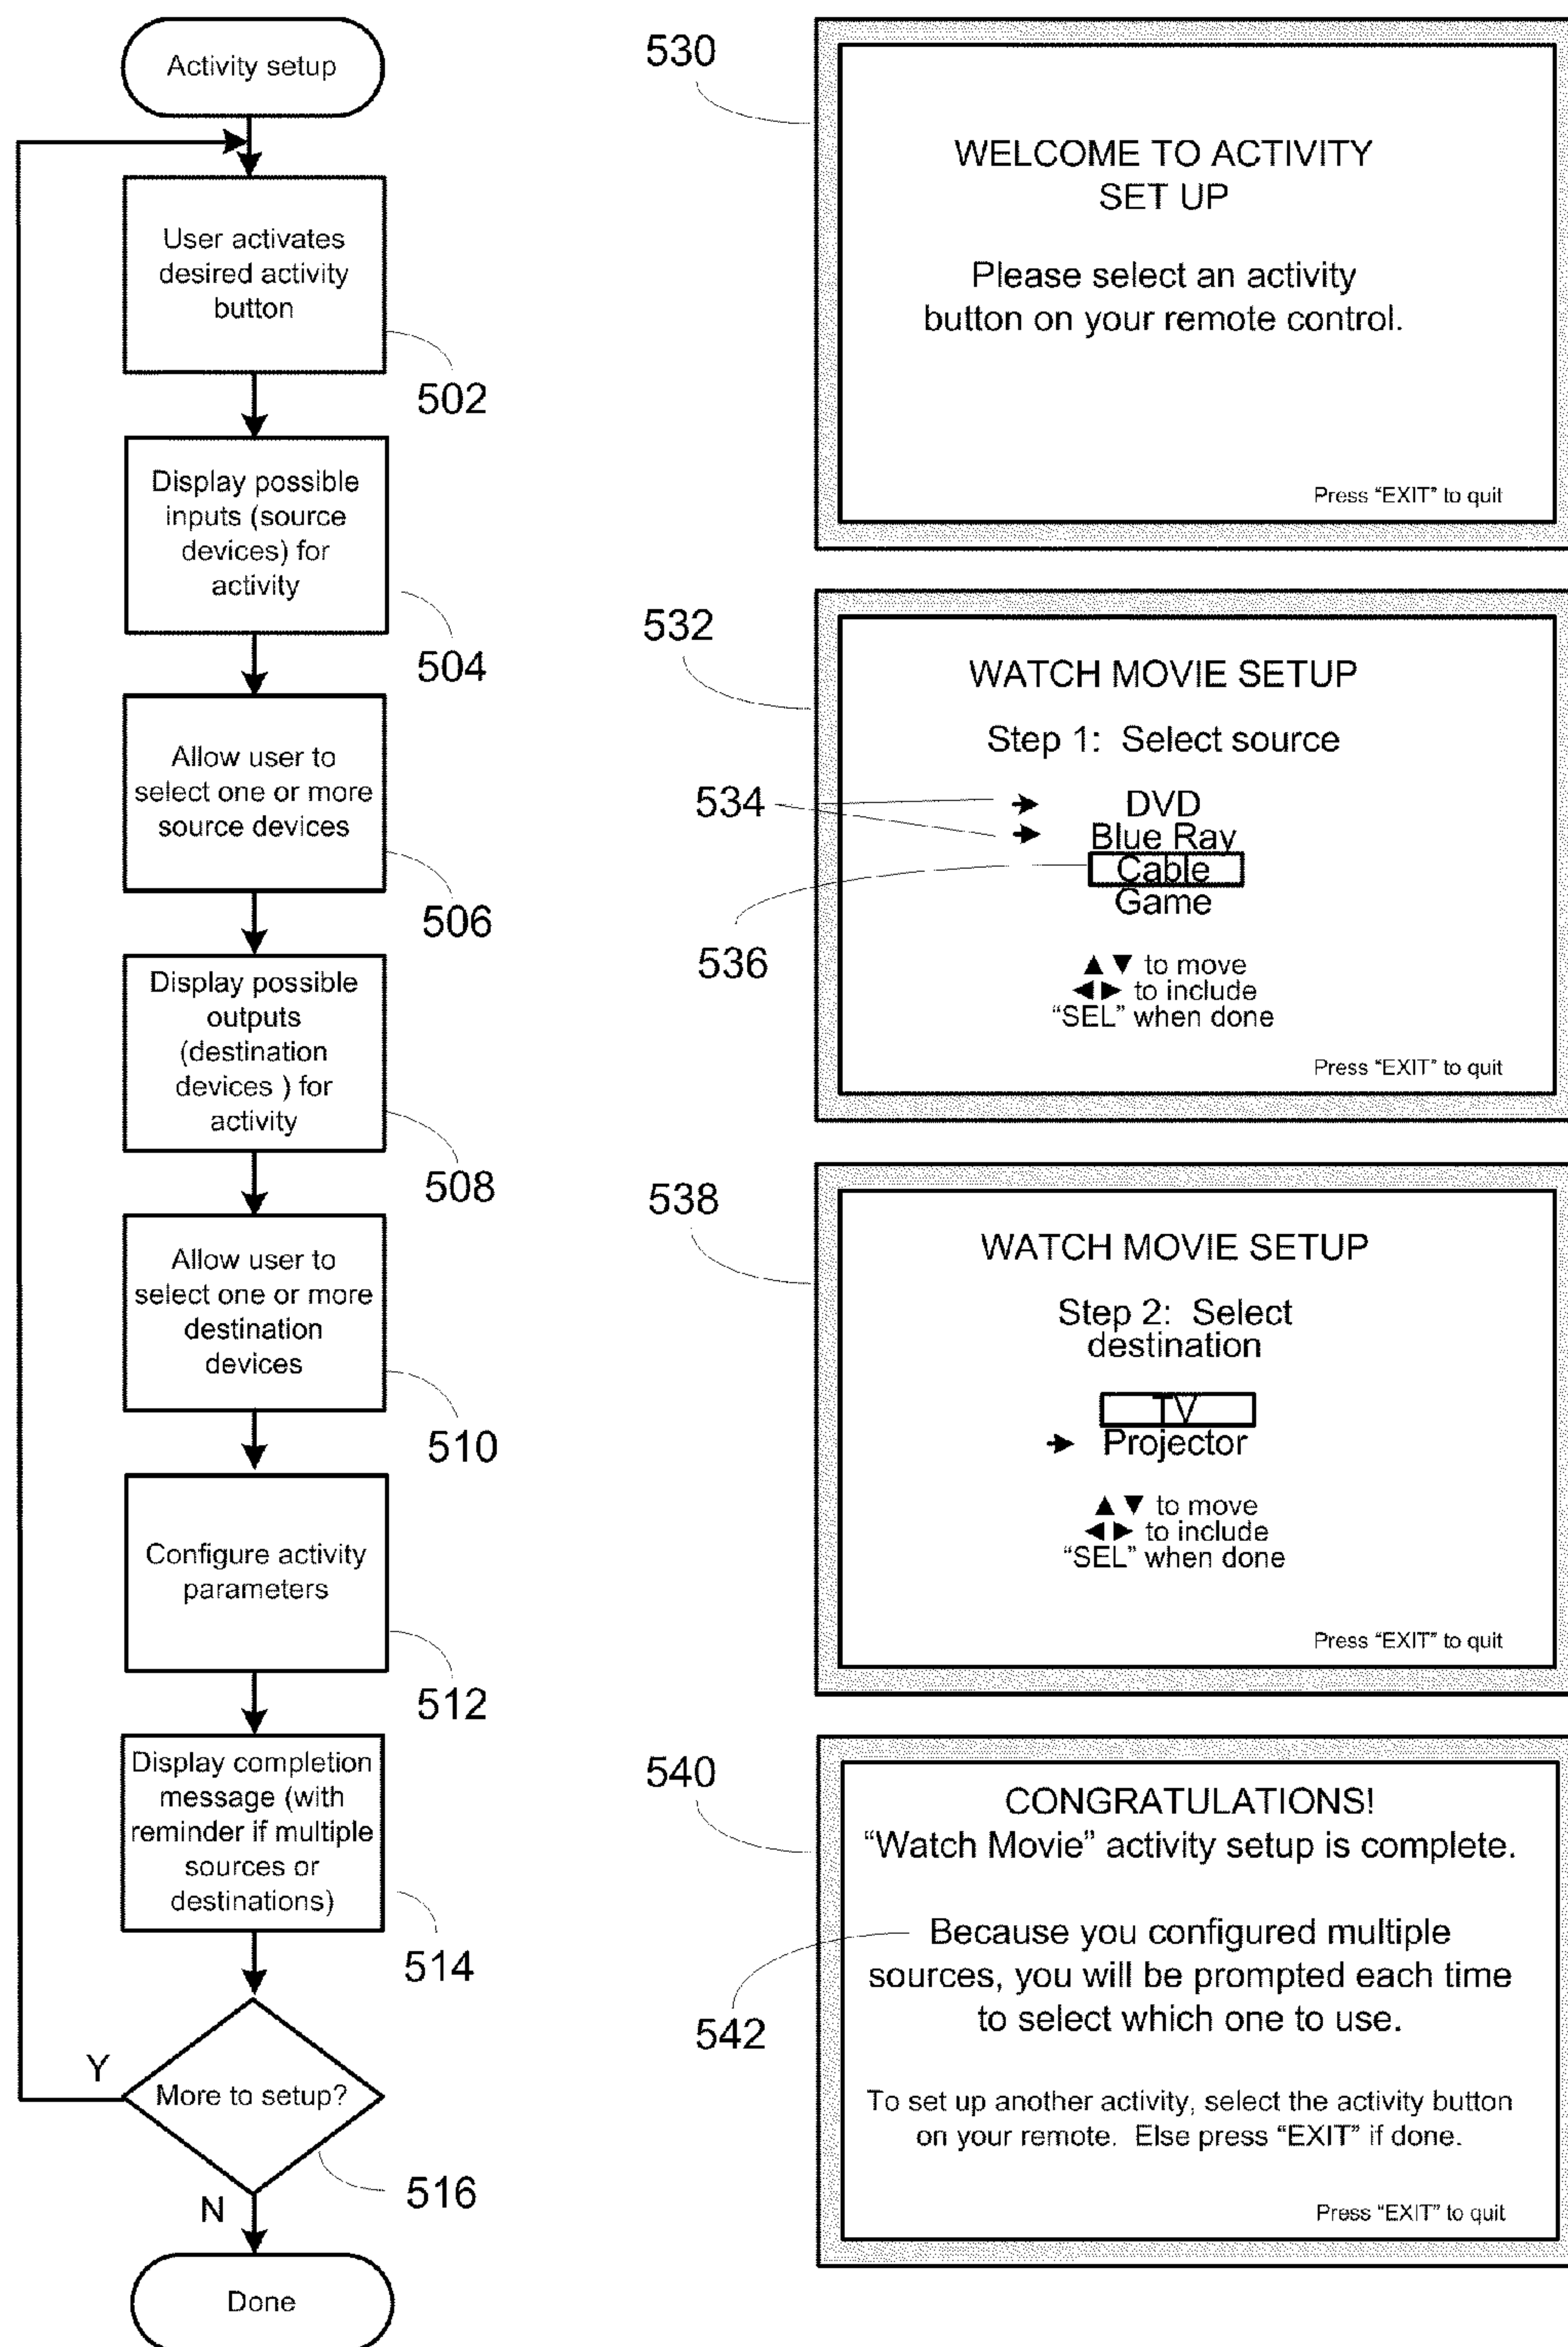 Activity setup
User activates
desired activity
button
502
Display possible
inputs (source
devices) for
activity
504
Allow user to
select one or more
source devices
506
Display possible
outputs
(destination
devices ) for
activity
508
Allow user to
select one or more
destination
devices
510
Configure activity
parameters
512
Display completion
message (with
reminder if multiple
sources or
destinations)
514
More to setup?
Y
516
N
Done
530
WELCOME TO ACTIVITY
SET UP
Please select an activity
button on your remote control.
Press “EXIT” to quit
532
WATCH MOVIE SETUP
Step 1: Select source
534
DVD
Blue Ray
Cable
Game
536
▲ ▼ to move
◀ ▶ to include
“SEL” when done
Press “EXIT” to quit
538
WATCH MOVIE SETUP
Step 2: Select
destination
TV
Projector
▲ ▼ to move
◀ ▶ to include
“SEL” when done
Press “EXIT” to quit
540
CONGRATULATIONS!
“Watch Movie” activity setup is complete.
Because you configured multiple
sources, you will be prompted each time
to select which one to use.
542
To set up another activity, select the activity button
on your remote. Else press “EXIT” if done.
Press “EXIT” to quit